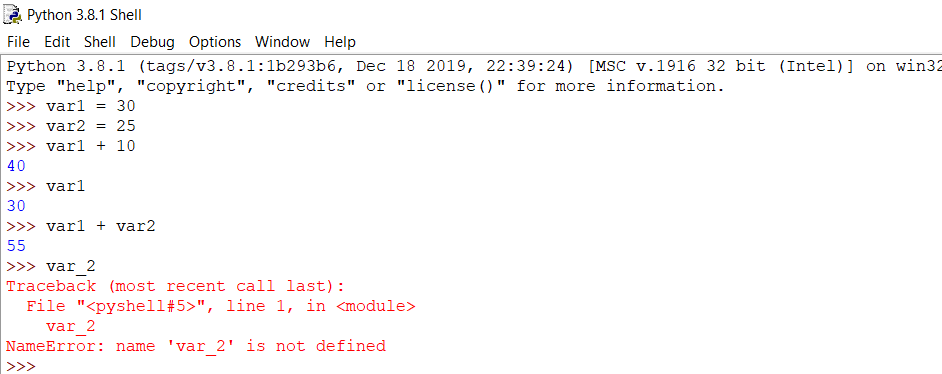 Python 3.8.1 Shell
File Edit Shell Debug Options Window Help
Python 3.8.1 (tags/v3.8.1:1b293b6, Dec 18 2019, 22:39:24) [MSC v.1916 32 bit (Intel)] on win32
Type "help", "copyright", "credits" or "license()" for more information.
>>> var1 = 30
>>> var2 = 25
>>> var1 + 10
40
>>> var1
30
>>> var1 + var2
55
>>> var_2
Traceback (most recent call last):
  File "<pyshell#5>", line 1, in <module>
    var_2
NameError: name 'var_2' is not defined
>>>